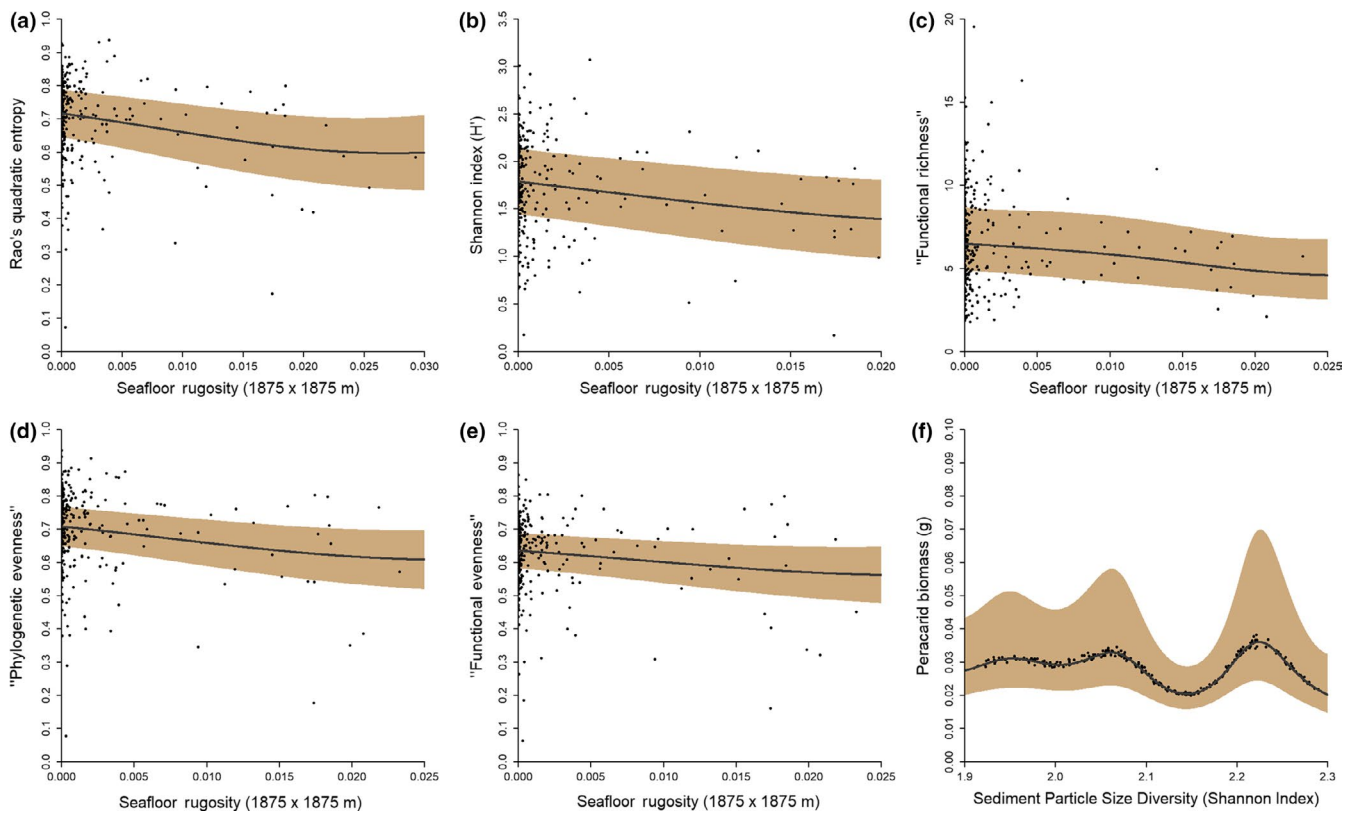 (a)
Rao's quadratic entropy
0.0 0.1 0.2 0.3 0.4 0.5 0.6 0.7 0.8 0.9 1.0
0.000 0.005 0.010 0.015 0.020 0.025 0.030
Seafloor rugosity (1875 x 1875 m)
(b)
Shannon index (H')
0.0 0.5 1.0 1.5 2.0 2.5 3.0 3.5
0.000 0.005 0.010 0.015 0.020
Seafloor rugosity (1875 x 1875 m)
(c)
"Functional richness"
0 5 10 15 20
0.000 0.005 0.010 0.015 0.020 0.025
Seafloor rugosity (1875 x 1875 m)
(d)
"Phylogenetic evenness"
0.0 0.1 0.2 0.3 0.4 0.5 0.6 0.7 0.8 0.9 1.0
0.000 0.005 0.010 0.015 0.020 0.025
Seafloor rugosity (1875 x 1875 m)
(e)
"Functional evenness"
0.0 0.1 0.2 0.3 0.4 0.5 0.6 0.7 0.8 0.9 1.0
0.000 0.005 0.010 0.015 0.020 0.025
Seafloor rugosity (1875 x 1875 m)
(f)
Peracarid biomass (g)
0.00 0.01 0.02 0.03 0.04 0.05 0.06 0.07 0.08 0.09 0.10
1.9 2.0 2.1 2.2 2.3
Sediment Particle Size Diversity (Shannon Index)